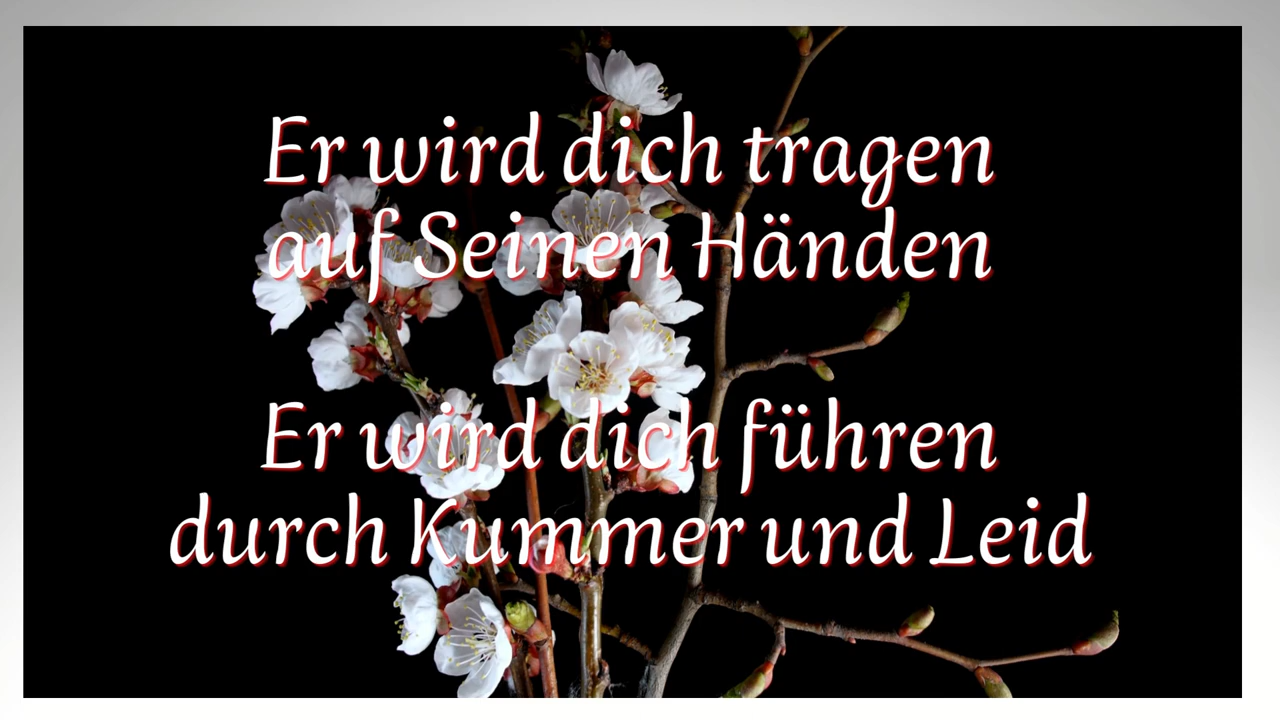 Er wird dich tragen
auf Seinen Händen
Er wird dich führen
durch Kummer und Leid